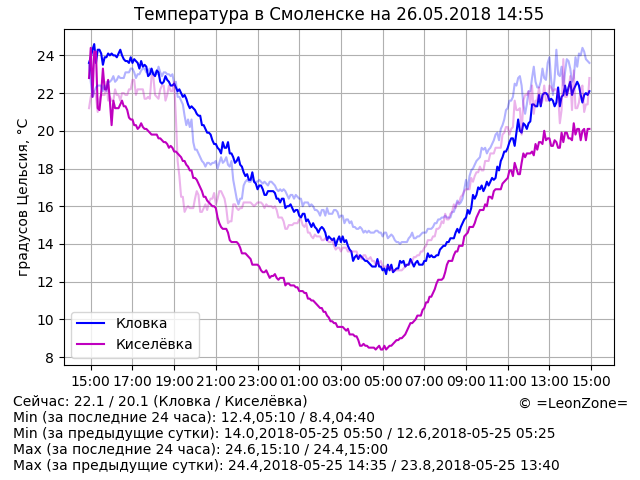 Температура в Смоленске на 26.05.2018 14:55
градусов Цельсия, °C
24
22
20
18
16
14
12
10
8
Кловка
Киселёвка
15:00 17:00 19:00 21:00 23:00 01:00 03:00 05:00 07:00 09:00 11:00 13:00 15:00
Сейчас: 22.1 / 20.1 (Кловка / Киселёвка)
© =LeonZone=
Min (за последние 24 часа): 12.4,05:10 / 8.4,04:40
Min (за предыдущие сутки): 14.0,2018-05-25 05:50 / 12.6,2018-05-25 05:25
Max (за последние 24 часа): 24.6,15:10 / 24.4,15:00
Max (за предыдущие сутки): 24.4,2018-05-25 14:35 / 23.8,2018-05-25 13:40